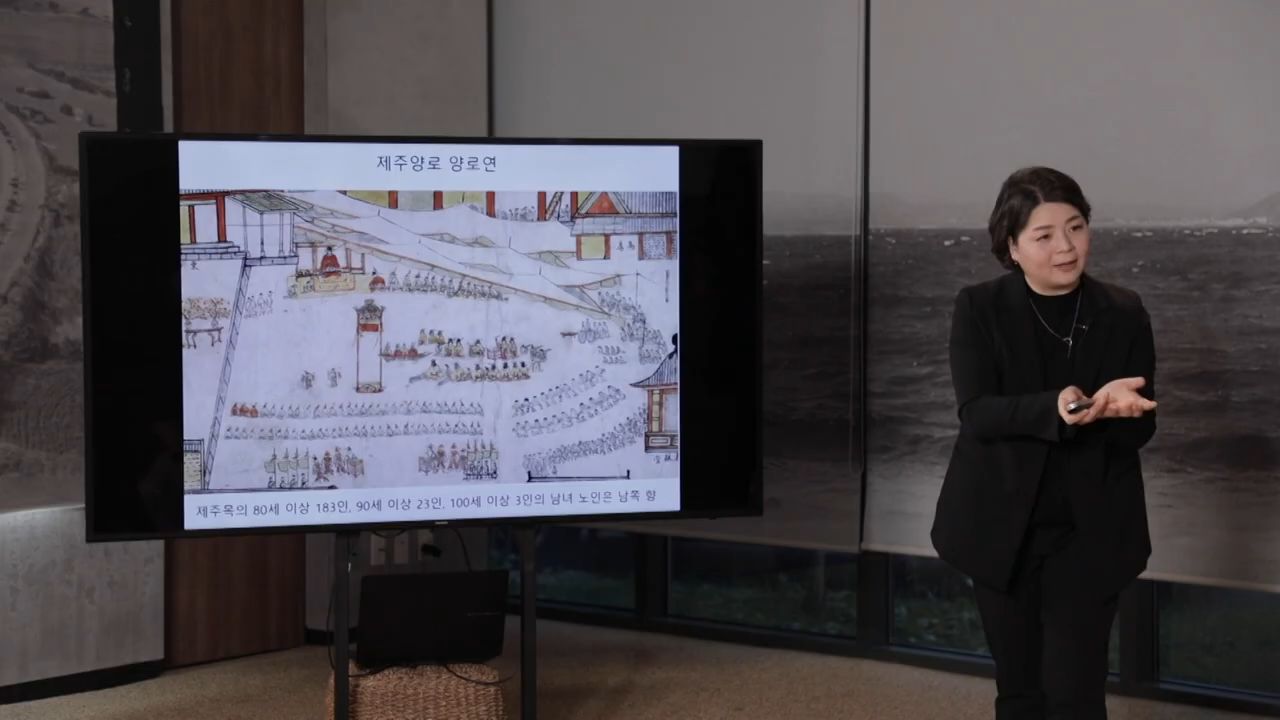 제주양로 양로연
제주목의 80세 이상 183인, 90세 이상 23인, 100세 이상 3인의 남녀 노인은 남쪽 향